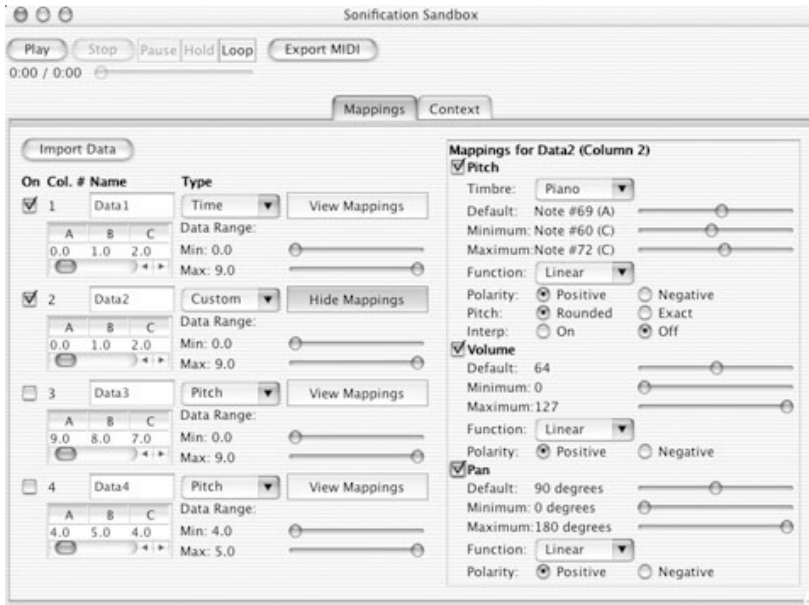 Sonification Sandbox
Play Stop Pause Hold Loop Export MIDI
0:00 / 0:00
Mappings Context
Import Data
On Col. # Name Type
1 Data1 Time View Mappings
A B C Data Range:
0.0 1.0 2.0 Min: 0.0
Max: 9.0
2 Data2 Custom Hide Mappings
A B C Data Range:
0.0 1.0 2.0 Min: 0.0
Max: 9.0
3 Data3 Pitch View Mappings
A B C Data Range:
9.0 8.0 7.0 Min: 0.0
Max: 9.0
4 Data4 Pitch View Mappings
A B C Data Range:
4.0 5.0 4.0 Min: 4.0
Max: 5.0
Mappings for Data2 (Column 2)
Pitch
Timbre: Piano
Default: Note #69 (A)
Minimum: Note #60 (C)
Maximum: Note #72 (C)
Function: Linear
Polarity: Positive Negative
Pitch: Rounded Exact
Interp: On Off
Volume
Default: 64
Minimum: 0
Maximum: 127
Function: Linear
Polarity: Positive Negative
Pan
Default: 90 degrees
Minimum: 0 degrees
Maximum: 180 degrees
Function: Linear
Polarity: Positive Negative